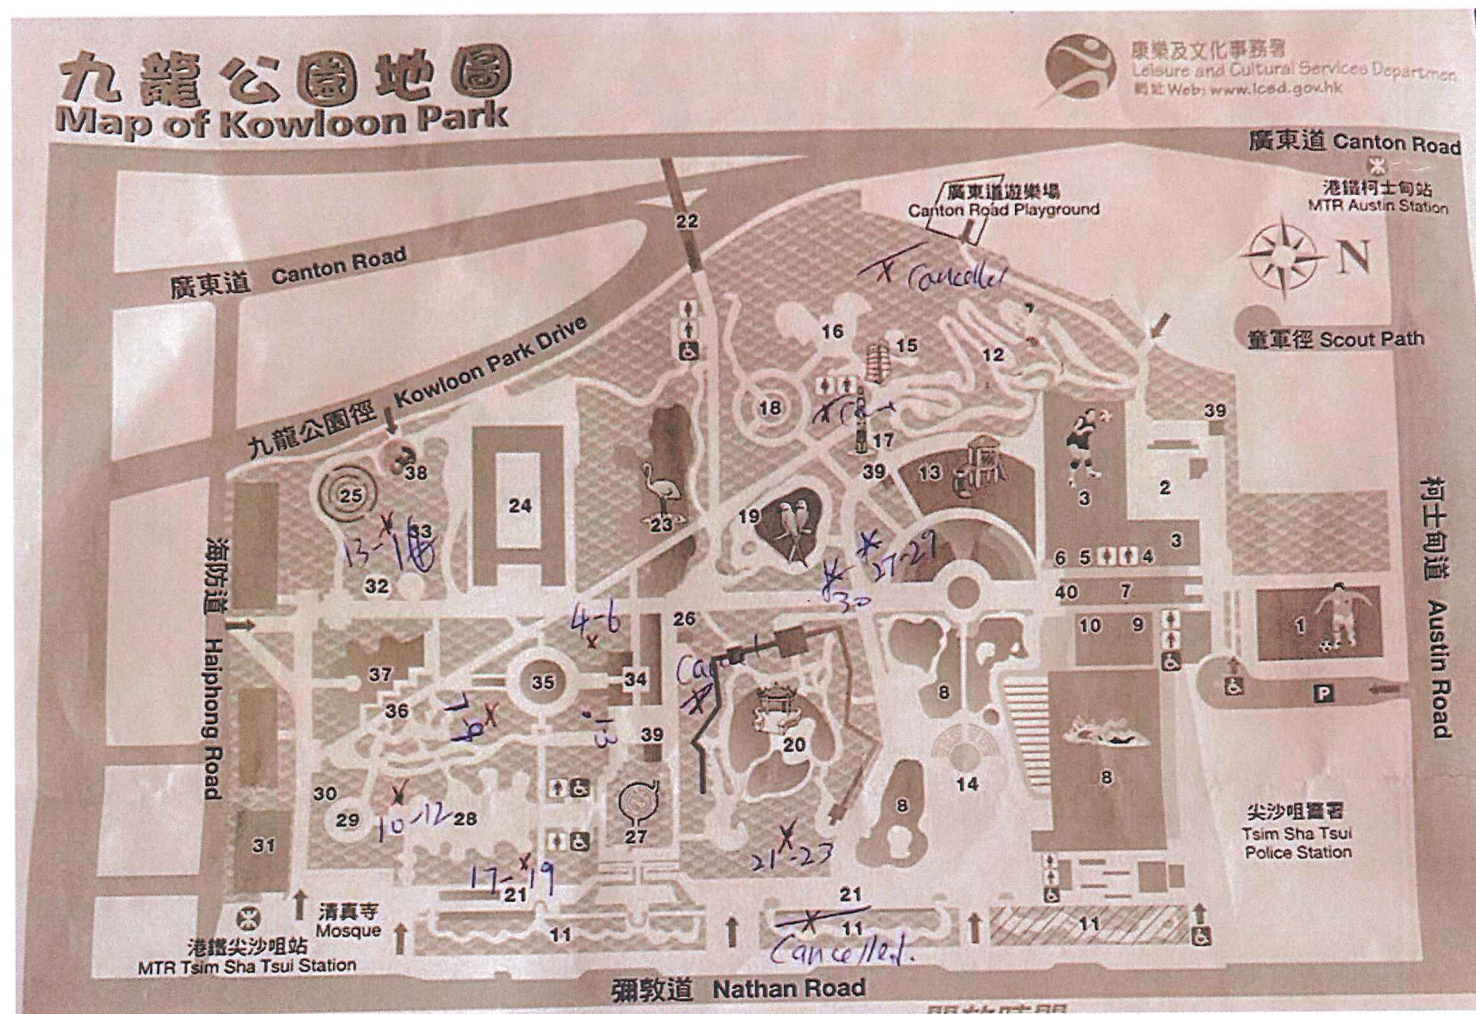 九龍公園地圖
Map of Kowloon Park
康樂及文化事務署
Leisure and Cultural Services Departmen
網址 Web: www.lcsd.gov.hk
廣東道 Canton Road
港鐵柯士甸站
MTR Austin Station
廣東道遊樂場
Canton Road Playground
22
廣東道 Canton Road
N
Cancelled
童軍徑 Scout Path
九龍公園徑 Kowloon Park Drive
16
15
12
18
17
39
39
38
25
24
23
19
13
3
2
3
33
13-16
32
27-29
30
6 5 4
40 7
海防道 Haiphong Road
柯士甸道 Austin Road
4-6
26
10 9
1
37
35
34
Cancel
8
P
36
7-9
1-3
39
20
14
8
8
30
29
10-12
28
27
31
21-23
尖沙咀警署
Tsim Sha Tsui
Police Station
17-19
21
21
清真寺
Mosque
11
11
11
Cancelled.
港鐵尖沙咀站
MTR Tsim Sha Tsui Station
彌敦道 Nathan Road